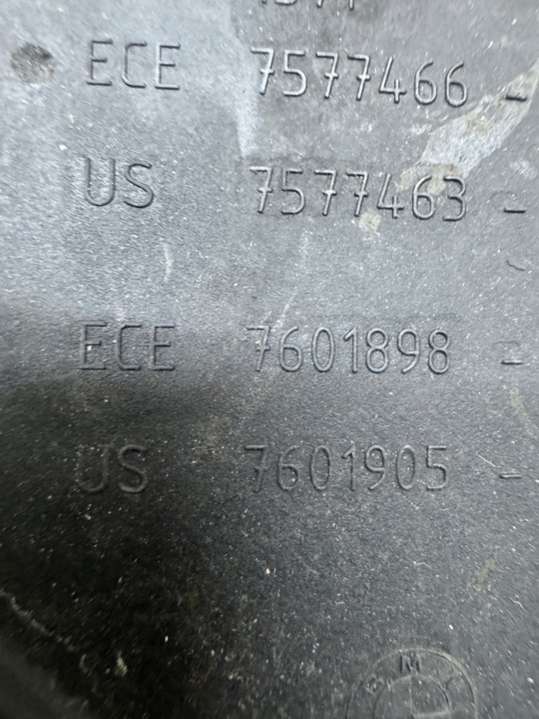 ECE 7577466 -
US 7577463 -
ECE 7601898 -
US 7601905 -